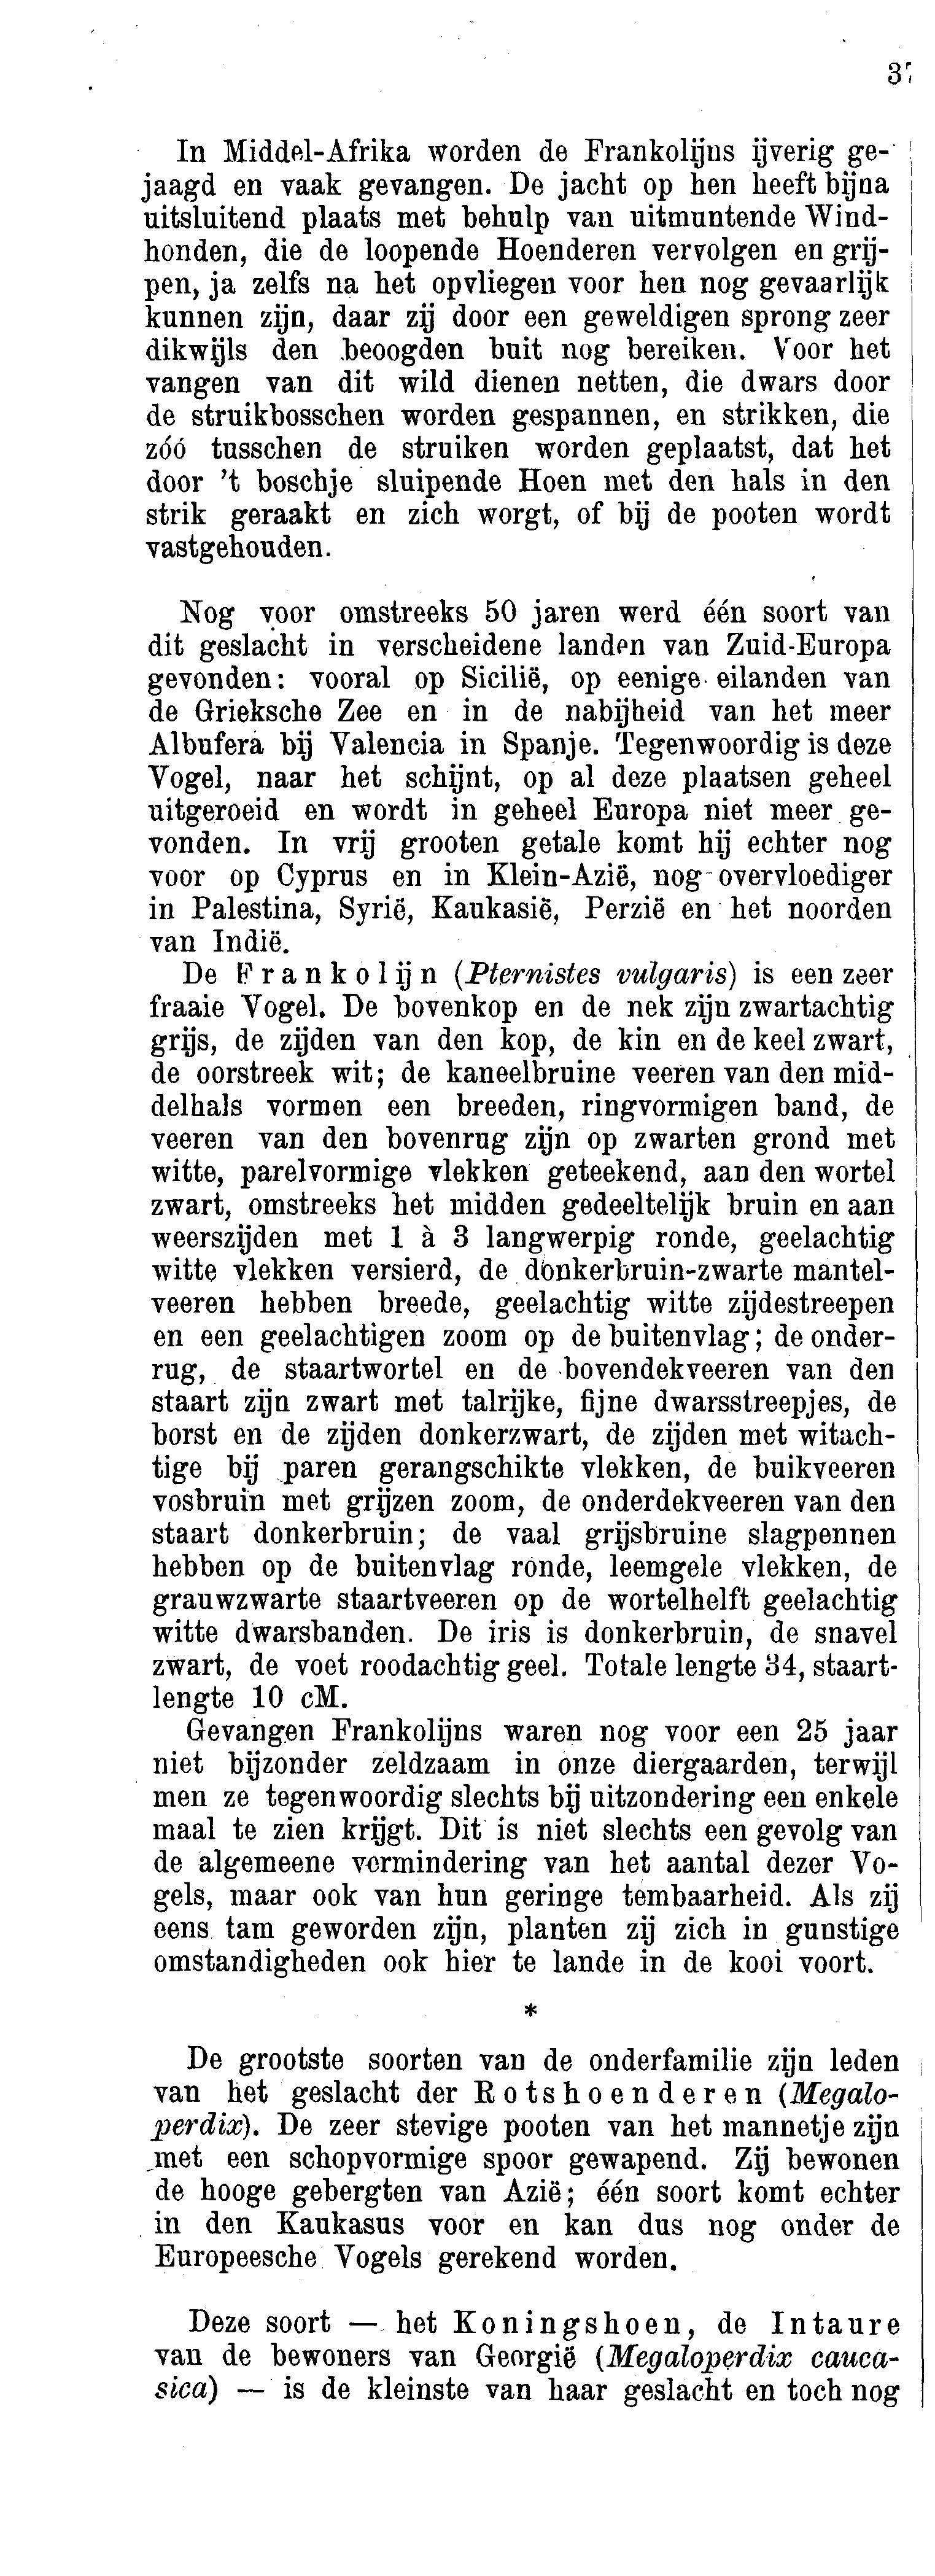 37
In Middel-Afrika worden de Frankolijns ijverig ge-
jaagd en vaak gevangen. De jacht op hen heeft bijna
uitsluitend plaats met behulp van uitmuntende Wind-
honden, die de loopende Hoenderen vervolgen en grij-
pen, ja zelfs na het opvliegen voor hen nog gevaarlijk
kunnen zijn, daar zij door een geweldigen sprong zeer
dikwijls den beoogden buit nog bereiken. Voor het
vangen van dit wild dienen netten, die dwars door
de struikbosschen worden gespannen, en strikken, die
zóó tusschen de struiken worden geplaatst, dat het
door 't boschje sluipende Hoen met den hals in den
strik geraakt en zich worgt, of bij de pooten wordt
vastgehouden.
Nog voor omstreeks 50 jaren werd één soort van
dit geslacht in verscheidene landen van Zuid-Europa
gevonden: vooral op Sicilië, op eenige eilanden van
de Grieksche Zee en in de nabijheid van het meer
Albufera bij Valencia in Spanje. Tegenwoordig is deze
Vogel, naar het schijnt, op al deze plaatsen geheel
uitgeroeid en wordt in geheel Europa niet meer ge-
vonden. In vrij grooten getale komt hij echter nog
voor op Cyprus en in Klein-Azië, nog overvloediger
in Palestina, Syrië, Kaukasië, Perzië en het noorden
van Indië.
De Frankolijn (Pternistes vulgaris) is een zeer
fraaie Vogel. De bovenkop en de nek zijn zwartachtig
grijs, de zijden van den kop, de kin en de keel zwart,
de oorstreek wit; de kaneelbruine veeren van den mid-
delhals vormen een breeden, ringvormigen band, de
veeren van den bovenrug zijn op zwarten grond met
witte, parelvormige vlekken geteekend, aan den wortel
zwart, omstreeks het midden gedeeltelijk bruin en aan
weerszijden met 1 à 3 langwerpig ronde, geelachtig
witte vlekken versierd, de donkerbruin-zwarte mantel-
veeren hebben breede, geelachtig witte zijdestreepen
en een geelachtigen zoom op de buitenvlag; de onder-
rug, de staartwortel en de bovendekveeren van den
staart zijn zwart met talrijke, fijne dwarsstreepjes, de
borst en de zijden donkerzwart, de zijden met witach-
tige bij paren gerangschikte vlekken, de buikveeren
vosbruin met grijzen zoom, de onderdekveeren van den
staart donkerbruin; de vaal grijsbruine slagpennen
hebben op de buitenvlag ronde, leemgele vlekken, de
grauwzwarte staartveeren op de wortelhelft geelachtig
witte dwarsbanden. De iris is donkerbruin, de snavel
zwart, de voet roodachtig geel. Totale lengte 34, staart-
lengte 10 cM.
Gevangen Frankolijns waren nog voor een 25 jaar
niet bijzonder zeldzaam in onze diergaarden, terwijl
men ze tegenwoordig slechts bij uitzondering een enkele
maal te zien krijgt. Dit is niet slechts een gevolg van
de algemeene vermindering van het aantal dezer Vo-
gels, maar ook van hun geringe tembaarheid. Als zij
eens tam geworden zijn, planten zij zich in gunstige
omstandigheden ook hier te lande in de kooi voort.
*
De grootste soorten van de onderfamilie zijn leden
van het geslacht der Rotshoenderen (Megalo-
perdix). De zeer stevige pooten van het mannetje zijn
met een schopvormige spoor gewapend. Zij bewonen
de hooge gebergten van Azië; één soort komt echter
in den Kaukasus voor en kan dus nog onder de
Europeesche Vogels gerekend worden.
Deze soort — het Koningshoen, de Intaure
van de bewoners van Georgië (Megaloperdix cauca-
sica) — is de kleinste van haar geslacht en toch nog